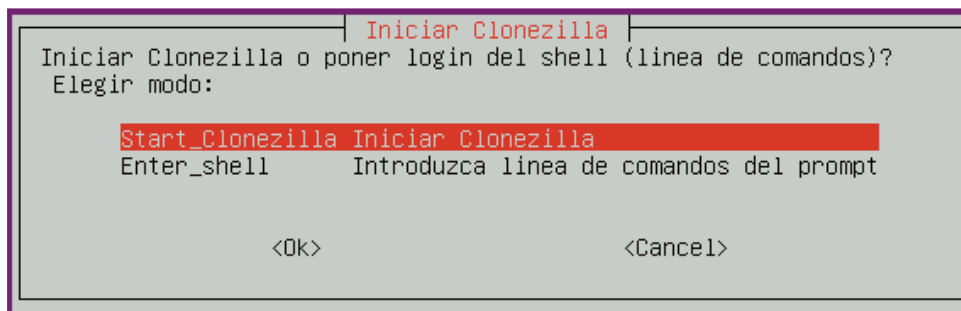 Iniciar Clonezilla
Iniciar Clonezilla o poner login del shell (linea de comandos)?
Elegir modo:
Start_Clonezilla Iniciar Clonezilla
Enter_shell Introduzca linea de comandos del prompt
<Ok> <Cancel>